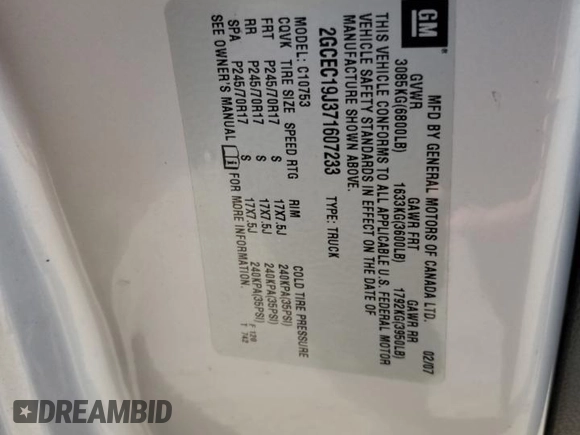 GM
®
MFD BY GENERAL MOTORS OF CANADA LTD. 02/07
GVWR GAWR FRT GAWR RR
3085KG(6800LB) 1633KG(3600LB) 1792KG(3950LB)
THIS VEHICLE CONFORMS TO ALL APPLICABLE U.S. FEDERAL MOTOR
VEHICLE SAFETY STANDARDS IN EFFECT ON THE DATE OF
MANUFACTURE SHOWN ABOVE.
2GCEC19J371607233 TYPE: TRUCK
MODEL: C10753
CQVK TIRE SIZE SPEED RTG RIM COLD TIRE PRESSURE
FRT P245/70R17 S 17X7.5J 240KPA(35PSI)
RR P245/70R17 S 17X7.5J 240KPA(35PSI)
SPA P245/70R17 S 17X7.5J 240KPA(35PSI)
SEE OWNER'S MANUAL i FOR MORE INFORMATION.
DREAMBID